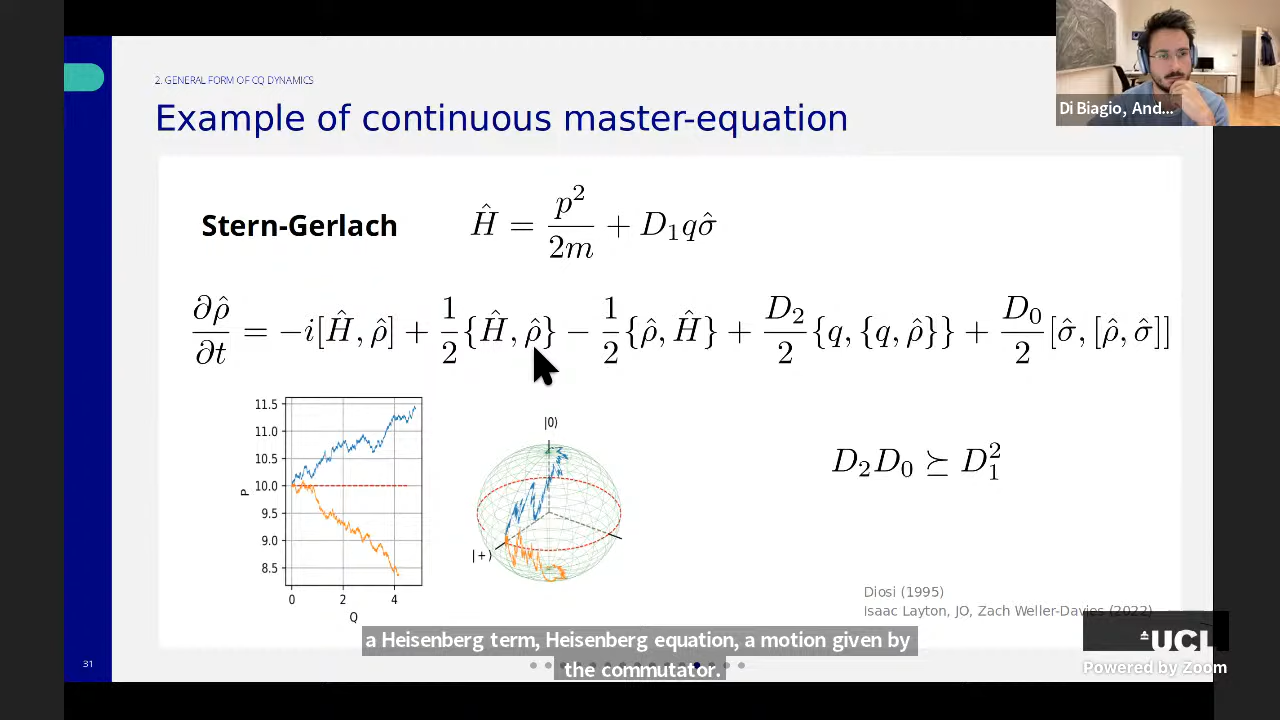 2. GENERAL FORM OF CQ DYNAMICS
Example of continuous master-equation
Di Biagio, And...
Stern-Gerlach
Ĥ = p²/2m + D₁qσ̂
∂ρ̂/∂t = −i[Ĥ, ρ̂] + 1/2{Ĥ, ρ̂} − 1/2{ρ̂, Ĥ} + D₂/2{q, {q, ρ̂}} + D₀/2[σ̂, [ρ̂, σ̂]]
11.5
11.0
10.5
10.0
9.5
9.0
8.5
P
0 2 4
Q
|0⟩
|+⟩
D₂D₀ ⪰ D₁²
Diosi (1995)
Isaac Layton, JO, Zach Weller-Davies (2022)
a Heisenberg term, Heisenberg equation, a motion given by
the commutator.
31
UCL
Powered by Zoom